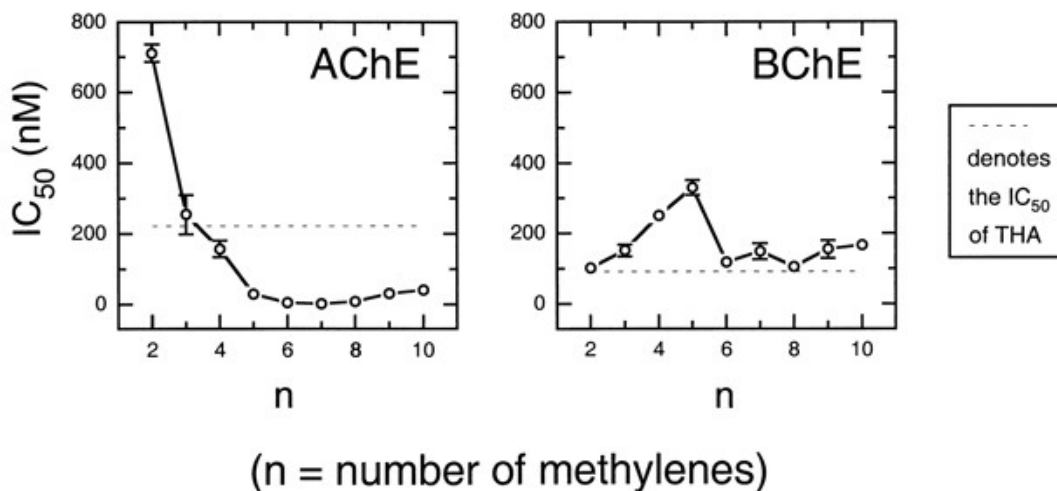 AChE
BChE
IC50 (nM)
800
600
400
200
0
2
4
6
8
10
n
800
600
400
200
0
2
4
6
8
10
n
denotes
the IC50
of THA
(n = number of methylenes)